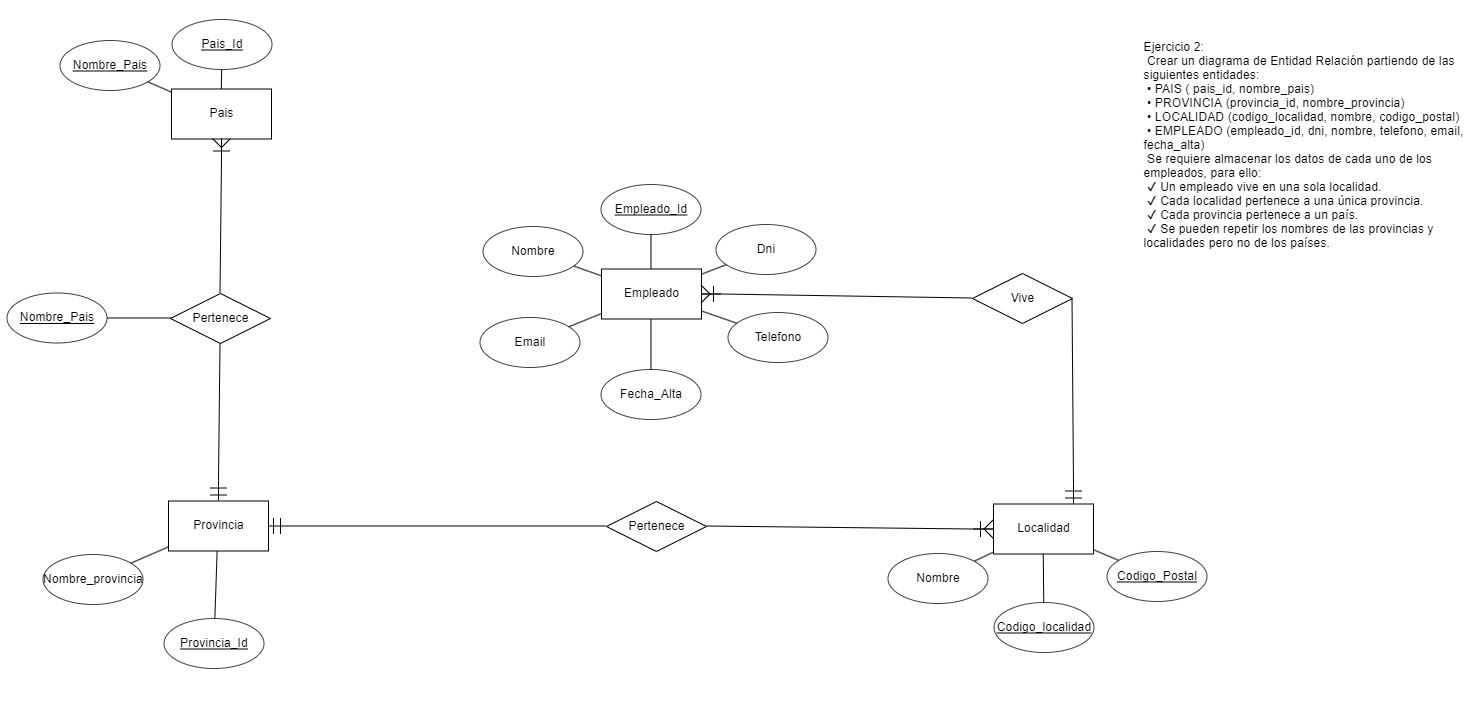 Pais_Id
Nombre_Pais
Pais
Ejercicio 2:
Crear un diagrama de Entidad Relación partiendo de las
siguientes entidades:
• PAIS ( pais_id, nombre_pais)
• PROVINCIA (provincia_id, nombre_provincia)
• LOCALIDAD (codigo_localidad, nombre, codigo_postal)
• EMPLEADO (empleado_id, dni, nombre, telefono, email,
fecha_alta)
Se requiere almacenar los datos de cada uno de los
empleados, para ello:
✓ Un empleado vive en una sola localidad.
✓ Cada localidad pertenece a una única provincia.
✓ Cada provincia pertenece a un país.
✓ Se pueden repetir los nombres de las provincias y
localidades pero no de los países.
Empleado_Id
Nombre
Dni
Empleado
Vive
Nombre_Pais
Pertenece
Email
Telefono
Fecha_Alta
Provincia
Pertenece
Localidad
Nombre_provincia
Nombre
Codigo_Postal
Provincia_Id
Codigo_localidad